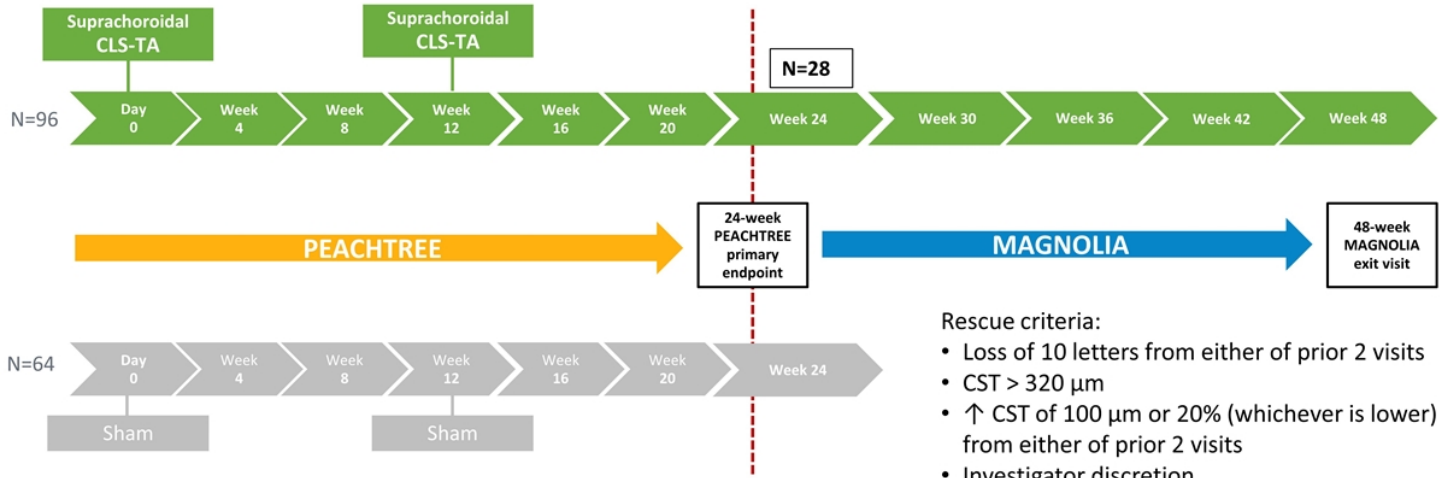 Suprachoroidal
CLS-TA
Suprachoroidal
CLS-TA
N=28
N=96
Day
0
Week
4
Week
8
Week
12
Week
16
Week
20
Week 24
Week 30
Week 36
Week 42
Week 48
PEACHTREE
24-week
PEACHTREE
primary
endpoint
MAGNOLIA
48-week
MAGNOLIA
exit visit
N=64
Day
0
Week
4
Week
8
Week
12
Week
16
Week
20
Week 24
Sham
Sham
Rescue criteria:
• Loss of 10 letters from either of prior 2 visits
• CST > 320 µm
• ↑ CST of 100 µm or 20% (whichever is lower)
from either of prior 2 visits
• Investigator discretion